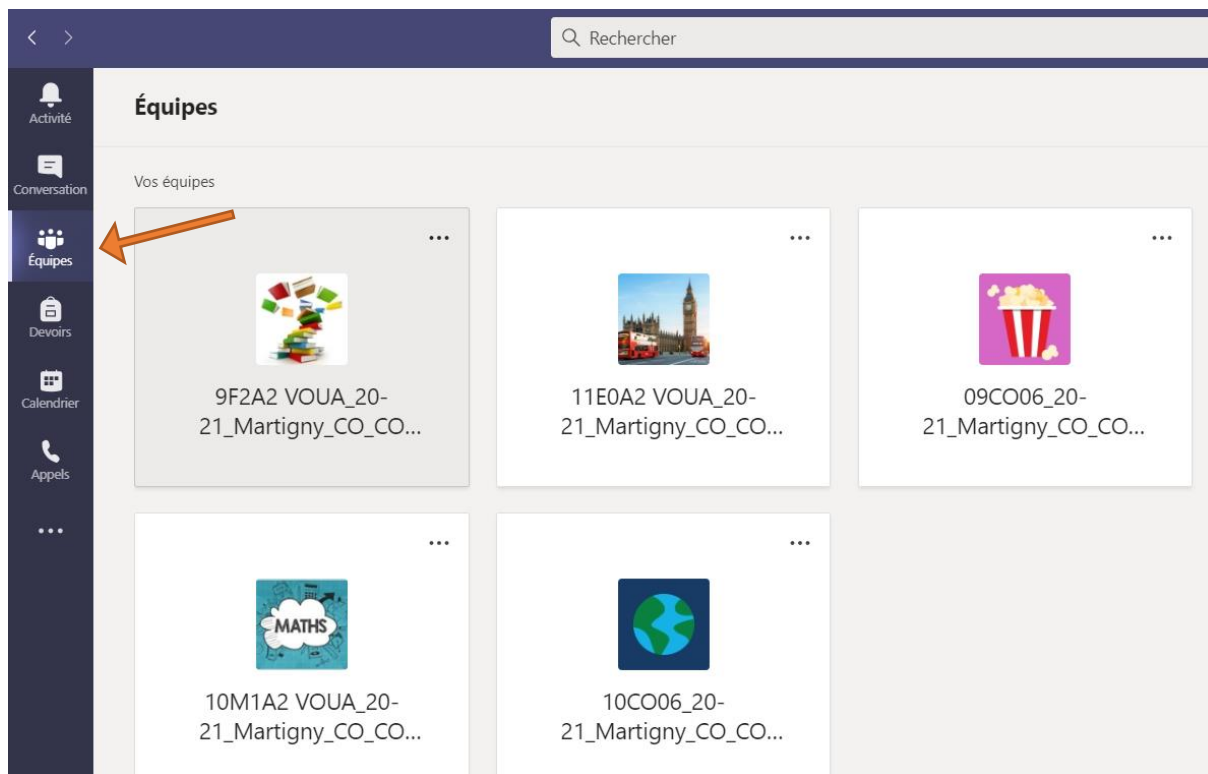 Rechercher
Activité
Conversation
Équipes
Devoirs
Calendrier
Appels
Équipes
Vos équipes
9F2A2 VOUA_20-
21_Martigny_CO_CO...
11E0A2 VOUA_20-
21_Martigny_CO_CO...
09CO06_20-
21_Martigny_CO_CO...
MATHS
10M1A2 VOUA_20-
21_Martigny_CO_CO...
10CO06_20-
21_Martigny_CO_CO...